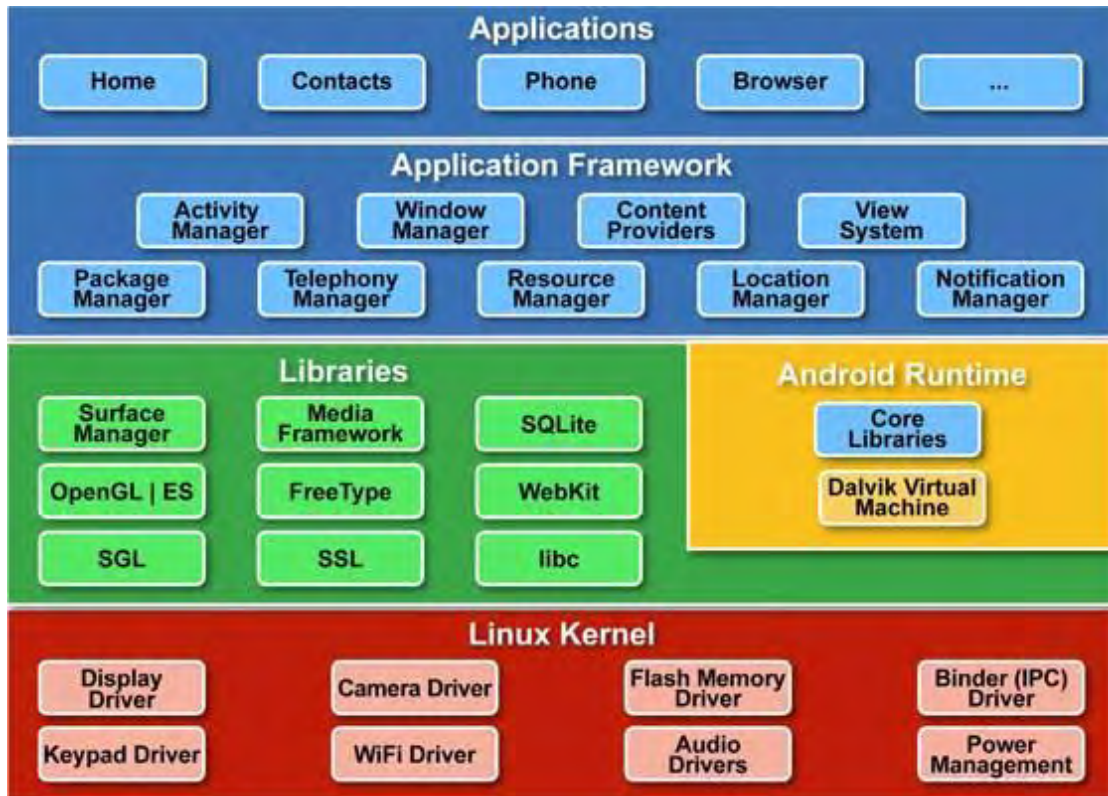 Applications
Home
Contacts
Phone
Browser
...
Application Framework
Activity
Manager
Window
Manager
Content
Providers
View
System
Package
Manager
Telephony
Manager
Resource
Manager
Location
Manager
Notification
Manager
Libraries
Surface
Manager
Media
Framework
SQLite
OpenGL | ES
FreeType
WebKit
SGL
SSL
libc
Android Runtime
Core
Libraries
Dalvik Virtual
Machine
Linux Kernel
Display
Driver
Camera Driver
Flash Memory
Driver
Binder (IPC)
Driver
Keypad Driver
WiFi Driver
Audio
Drivers
Power
Management